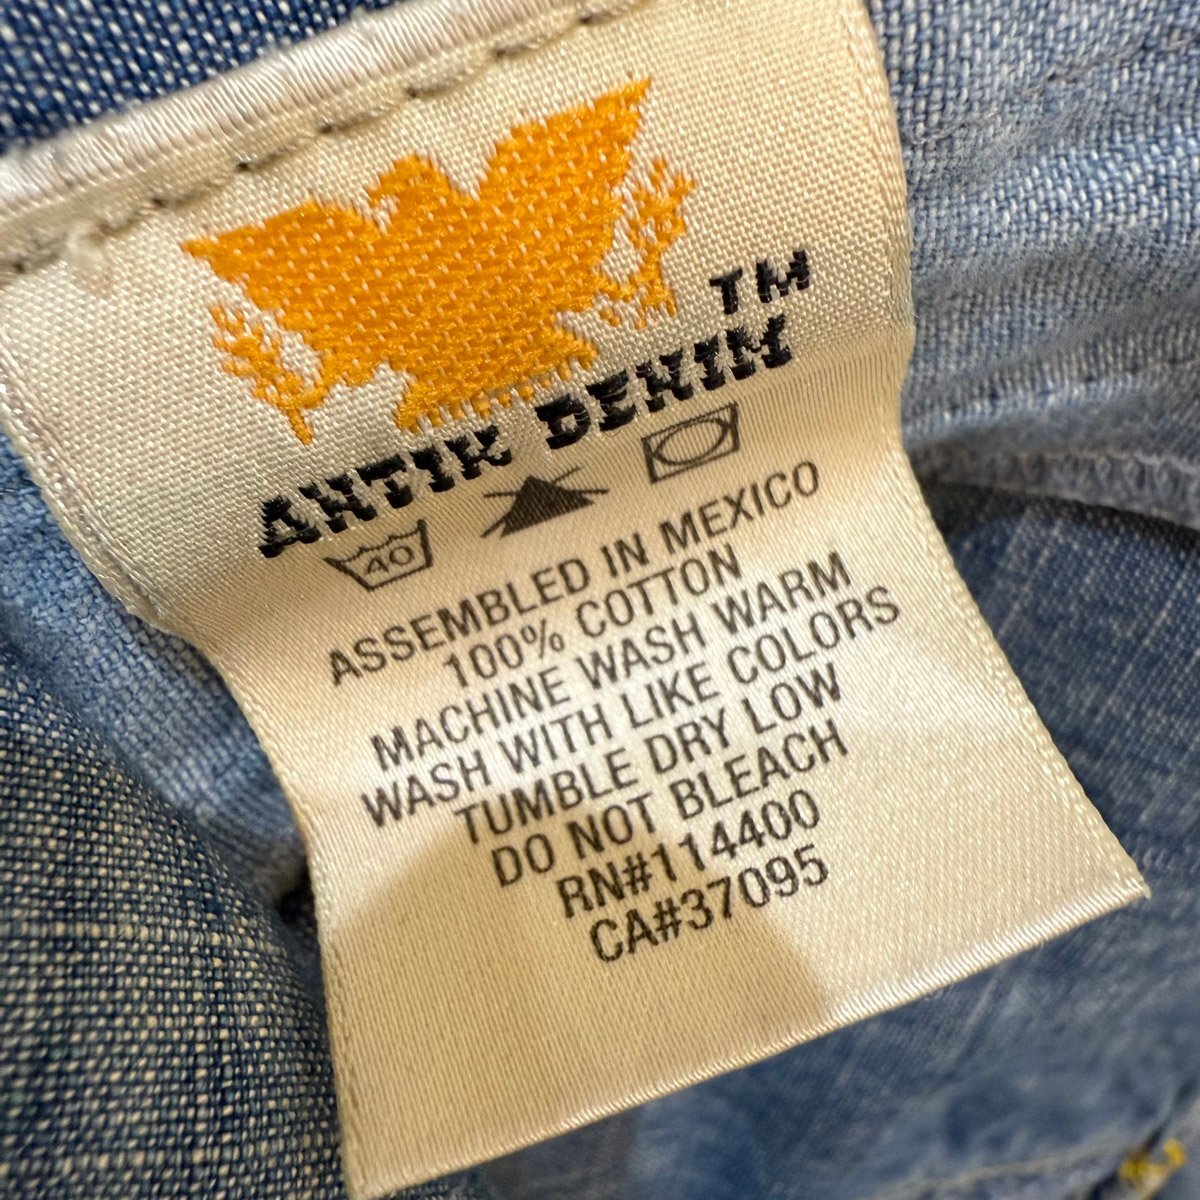 ANTIK DENIM TM
40
ASSEMBLED IN MEXICO
100% COTTON
MACHINE WASH WARM
WASH WITH LIKE COLORS
TUMBLE DRY LOW
DO NOT BLEACH
RN#114400
CA#37095